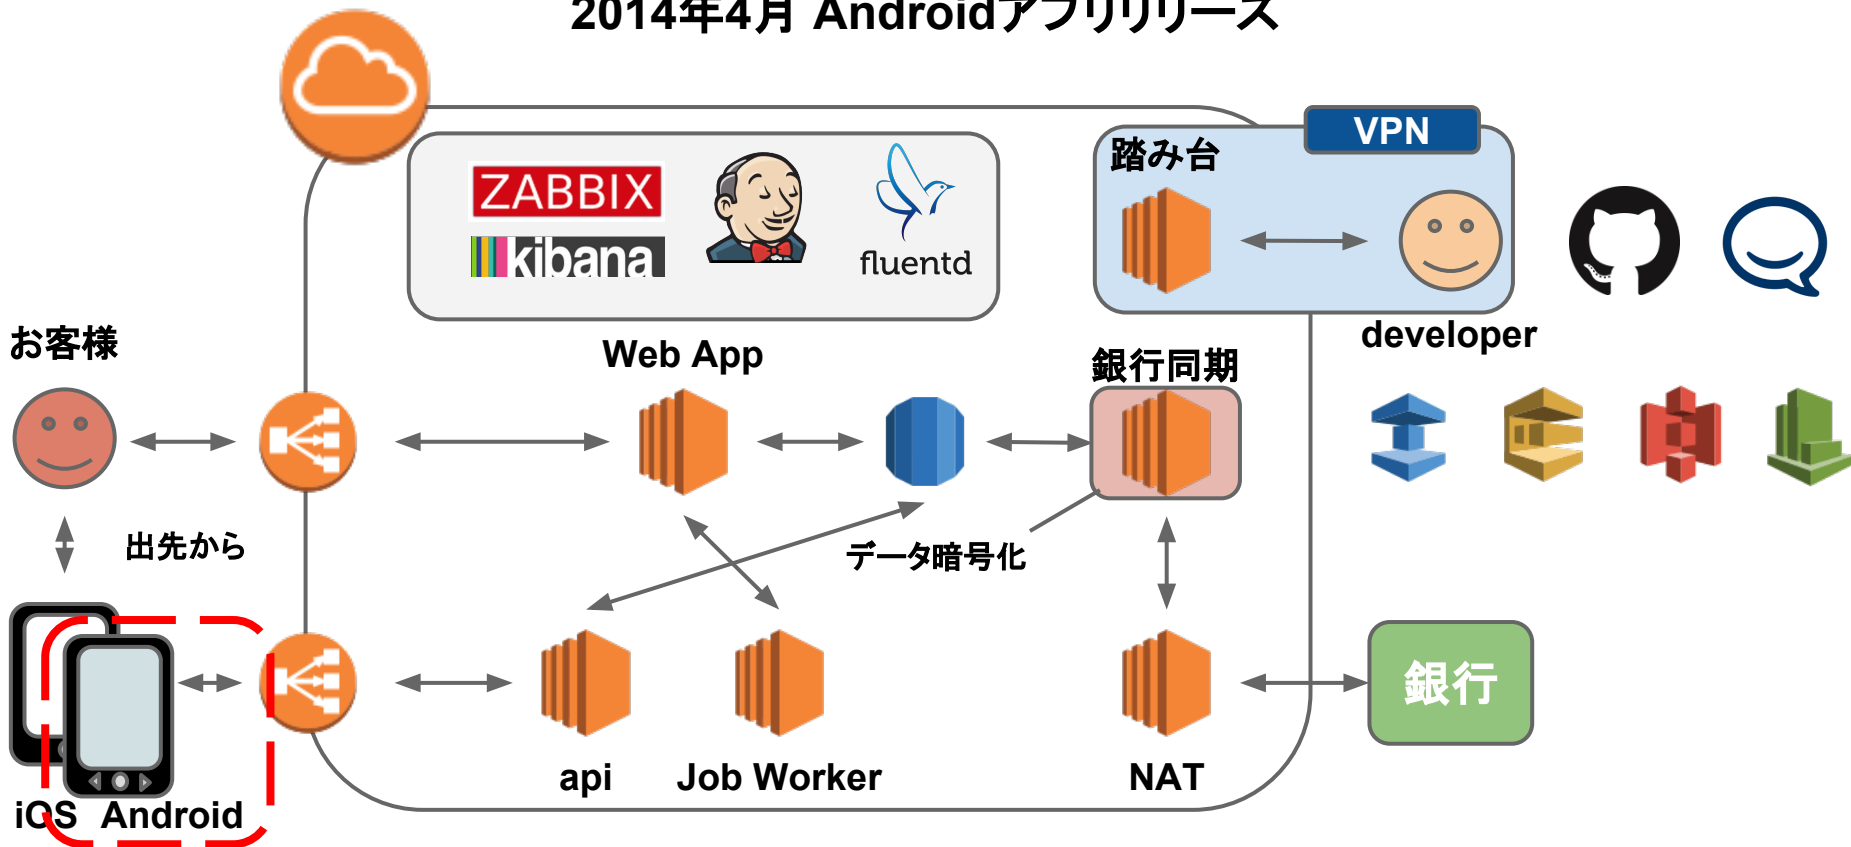 2014年4月 Androidアプリリリース
VPN
踏み台
ZABBIX
kibana
fluentd
developer
お客様
Web App
銀行同期
出先から
データ暗号化
銀行
api
Job Worker
NAT
iOS
Android